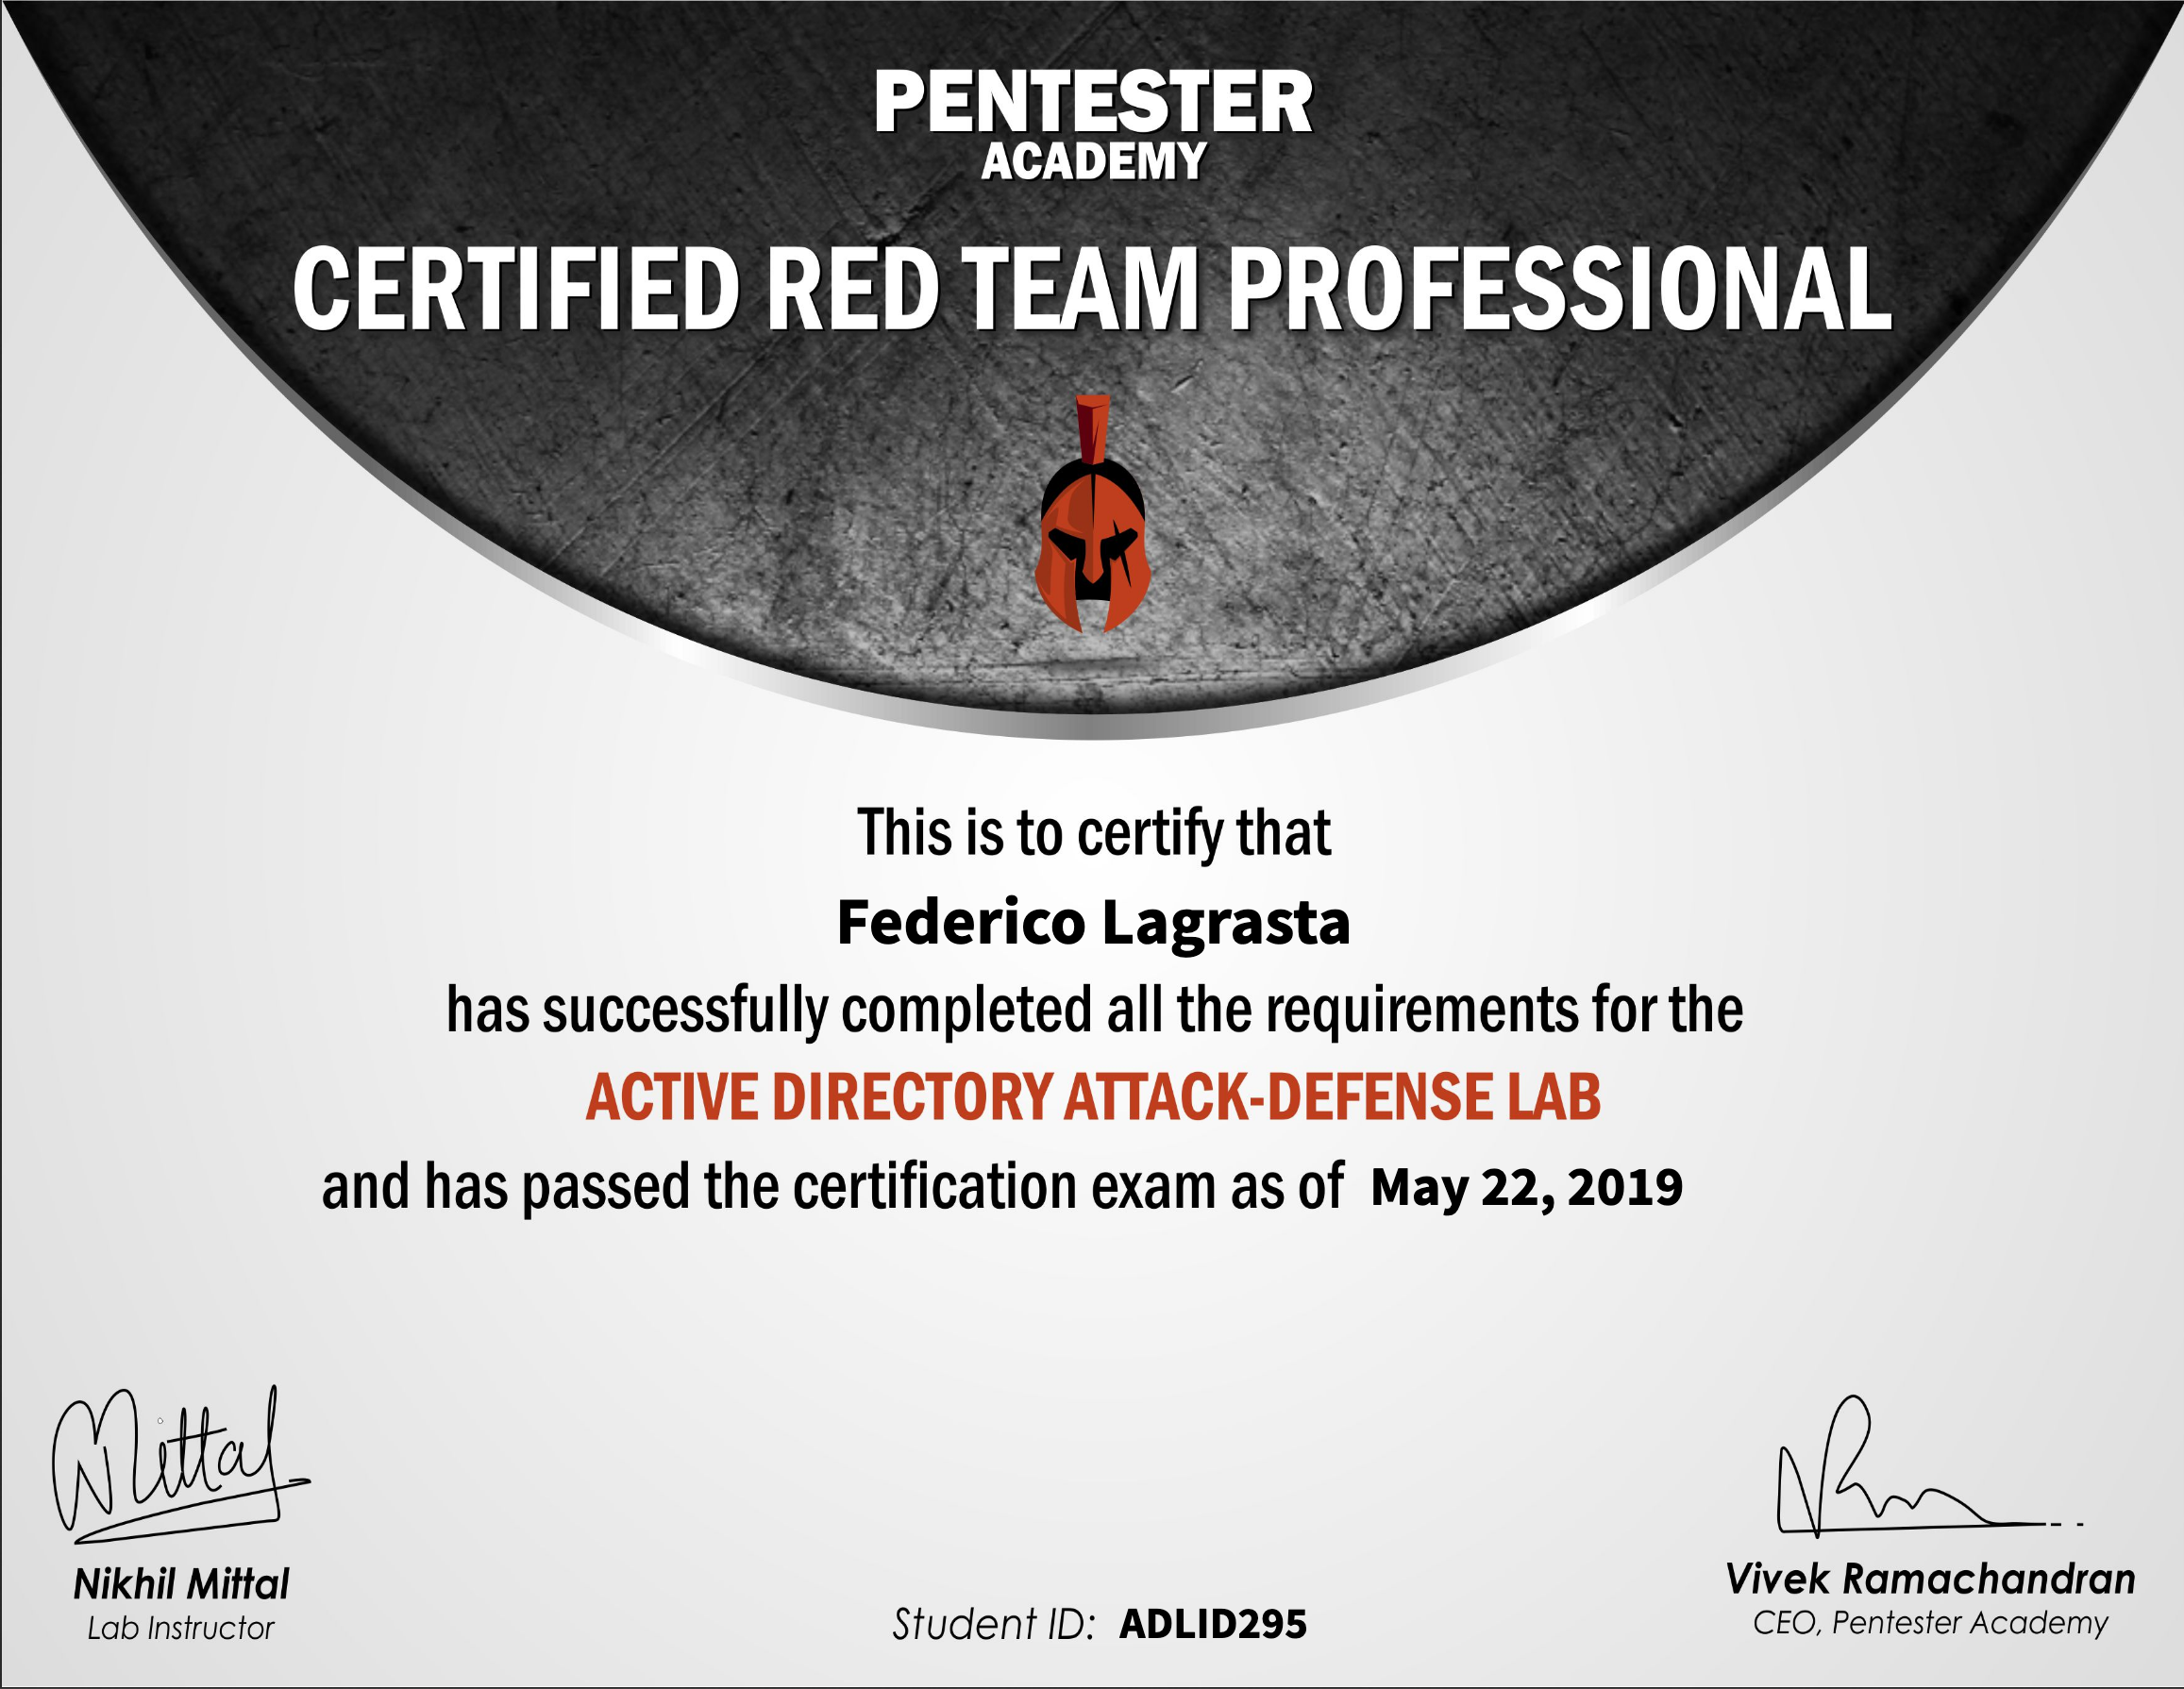 PENTESTER
ACADEMY
CERTIFIED RED TEAM PROFESSIONAL
This is to certify that
Federico Lagrasta
has successfully completed all the requirements for the
ACTIVE DIRECTORY ATTACK-DEFENSE LAB
and has passed the certification exam as of May 22, 2019
Mittal
Nikhil Mittal
Lab Instructor
Student ID: ADLID295
Vivek Ramachandran
CEO, Pentester Academy